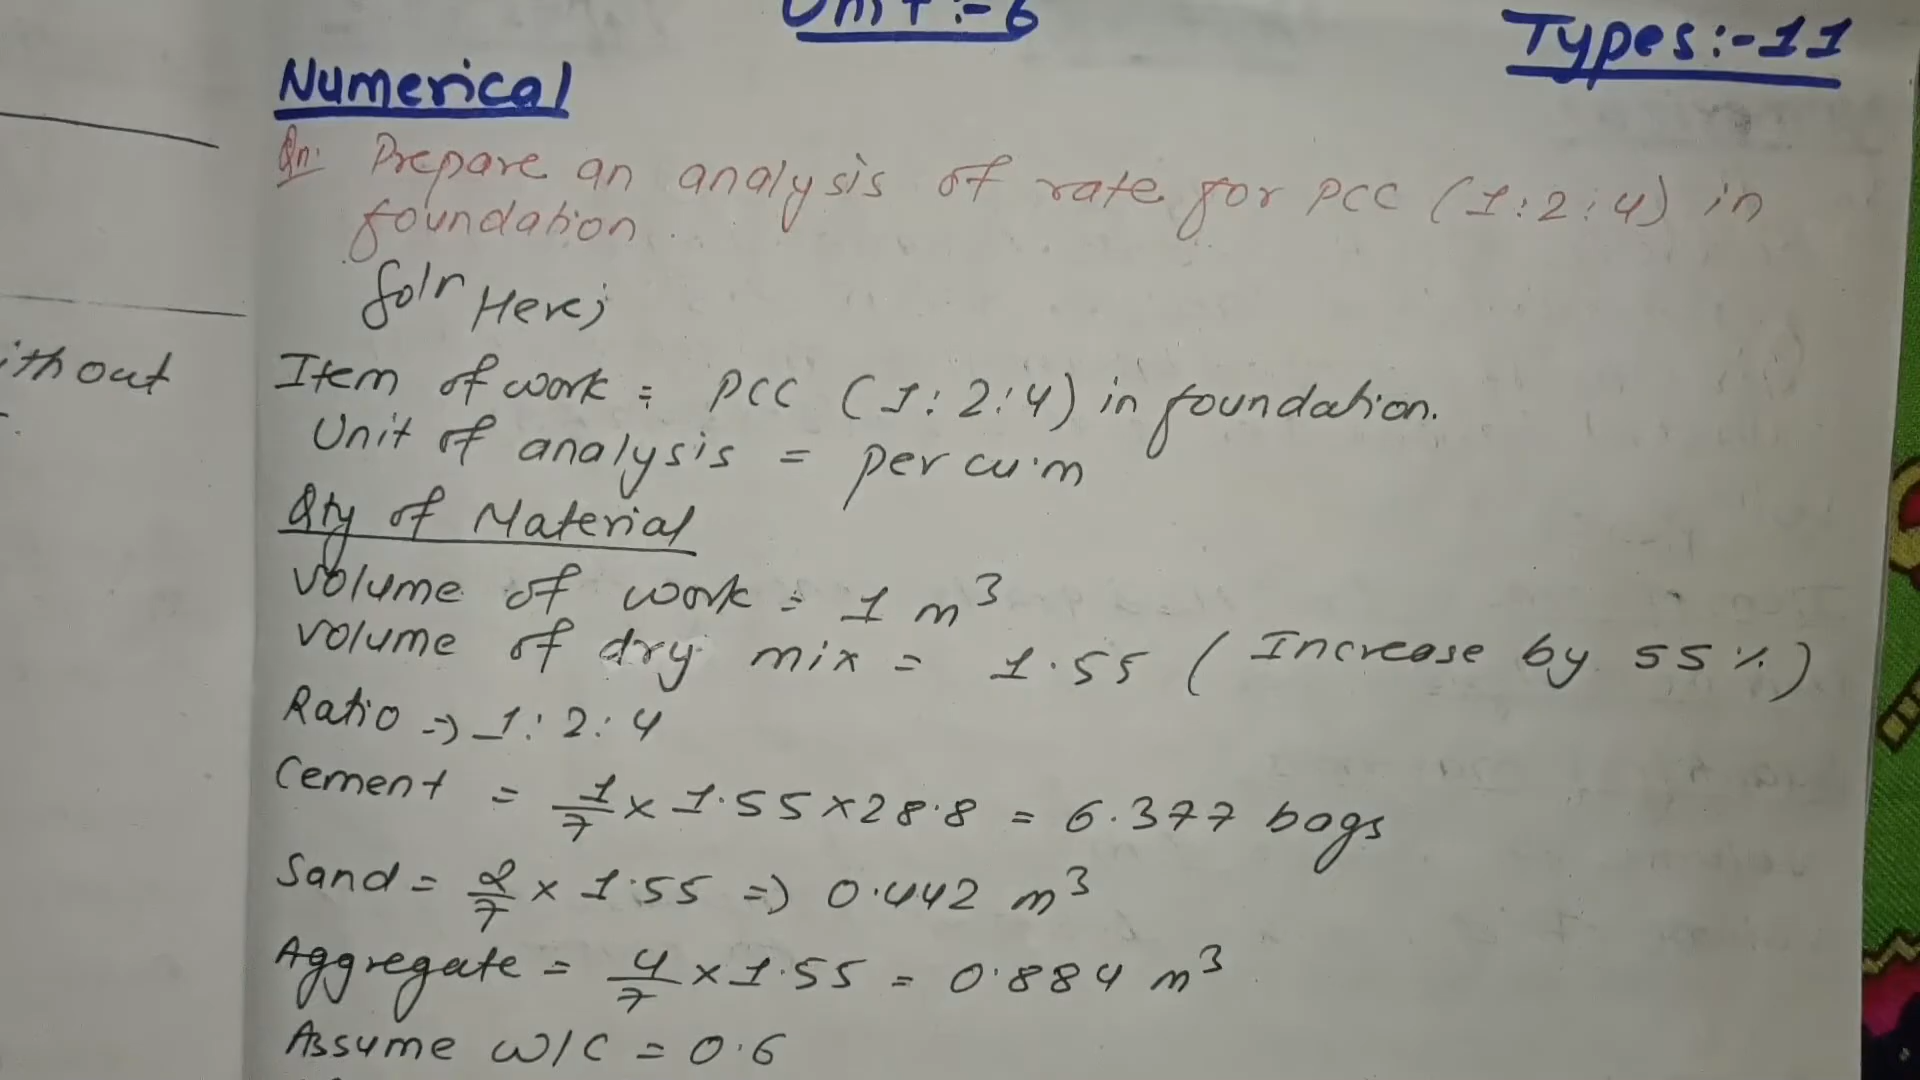 Unit :- 6
Types :- 11
Numerical
Qn. Prepare an analysis of rate for PCC (1:2:4) in
foundation.
Soln Here;
Item of work = PCC (1:2:4) in foundation.
ithout
Unit of analysis = per cu.m
Qty of Material
Volume of work = 1 m³
Volume of dry mix = 1.55 ( Increase by 55 %)
Ratio => 1:2:4
Cement = 1/7 x 1.55 x 28.8 = 6.377 bags
Sand = 2/7 x 1.55 => 0.442 m³
Aggregate = 4/7 x 1.55 = 0.884 m³
Assume W/C = 0.6